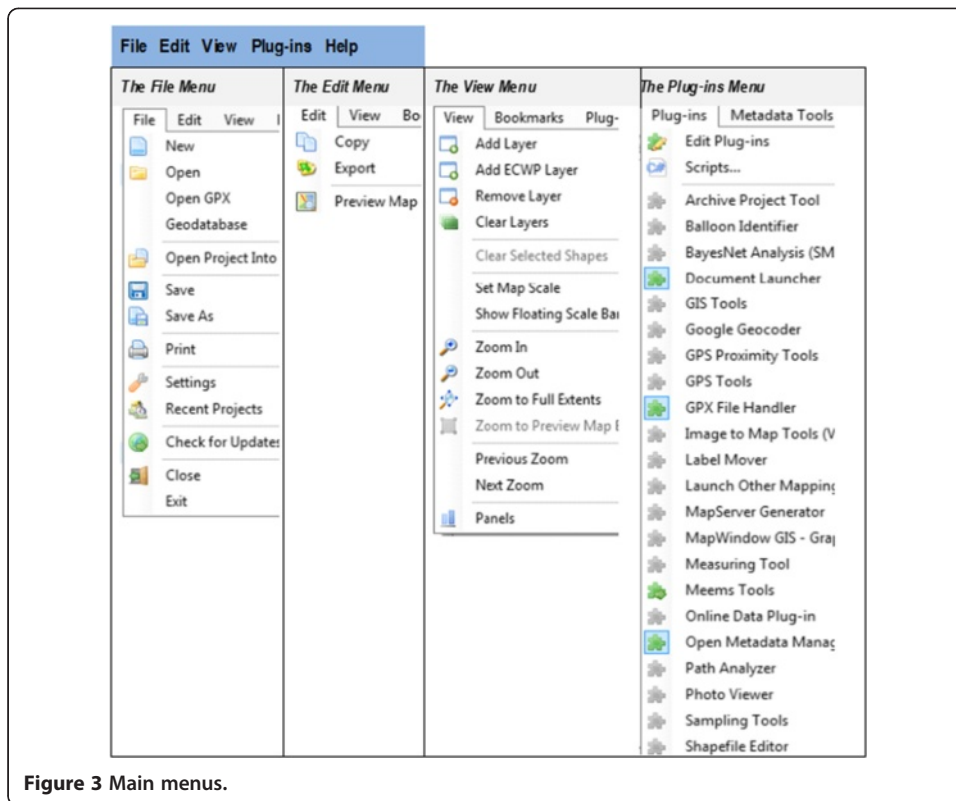 File Edit View Plug-ins Help
The File Menu
File Edit View
New
Open
Open GPX
Geodatabase
Open Project Into
Save
Save As
Print
Settings
Recent Projects
Check for Updates
Close
Exit
The Edit Menu
Edit View Bo
Copy
Export
Preview Map
The View Menu
View Bookmarks Plug-
Add Layer
Add ECWP Layer
Remove Layer
Clear Layers
Clear Selected Shapes
Set Map Scale
Show Floating Scale Bar
Zoom In
Zoom Out
Zoom to Full Extents
Zoom to Preview Map E
Previous Zoom
Next Zoom
Panels
The Plug-ins Menu
Plug-ins Metadata Tools
Edit Plug-ins
C# Scripts...
Archive Project Tool
Balloon Identifier
BayesNet Analysis (SM
Document Launcher
GIS Tools
Google Geocoder
GPS Proximity Tools
GPS Tools
GPX File Handler
Image to Map Tools (V
Label Mover
Launch Other Mapping
MapServer Generator
MapWindow GIS - Grap
Measuring Tool
Meems Tools
Online Data Plug-in
Open Metadata Manag
Path Analyzer
Photo Viewer
Sampling Tools
Shapefile Editor
Figure 3 Main menus.